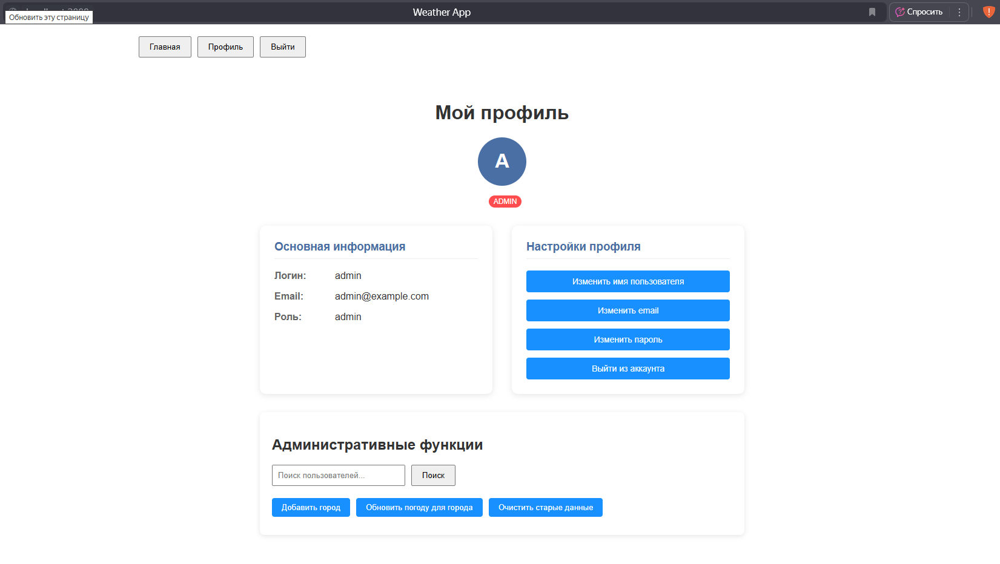 Weather App
Спросить
Обновить эту страницу
Главная
Профиль
Выйти
Мой профиль
A
ADMIN
Основная информация
Логин: admin
Email: admin@example.com
Роль: admin
Настройки профиля
Изменить имя пользователя
Изменить email
Изменить пароль
Выйти из аккаунта
Административные функции
Поиск пользователей...
Поиск
Добавить город
Обновить погоду для города
Очистить старые данные